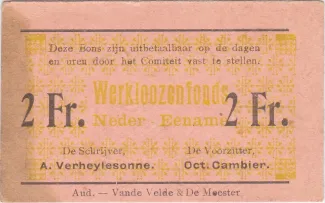 Deze bons zijn uitbetaalbaar op de dagen
en uren door het Comiteit vast te stellen.
Werkloozenfonds
2 Fr. Neder Eename 2 Fr.
De Schrijver, De Voorzitter,
A. Verheylesonne. Oct. Cambier.
Aud. — Vande Velde & De Meester.